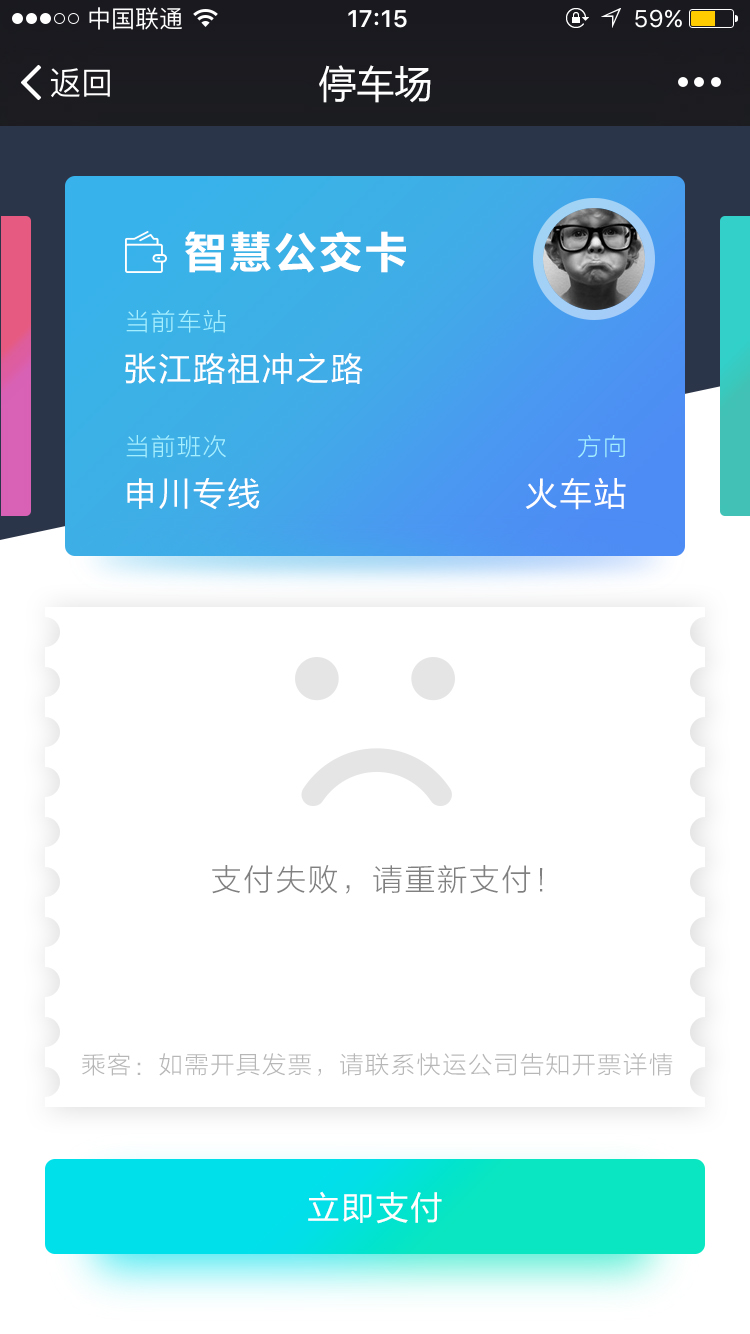 中国联通 17:15 59%
返回 停车场
智慧公交卡
当前车站
张江路祖冲之路
当前班次 方向
申川专线 火车站
支付失败，请重新支付！
乘客：如需开具发票，请联系快运公司告知开票详情
立即支付